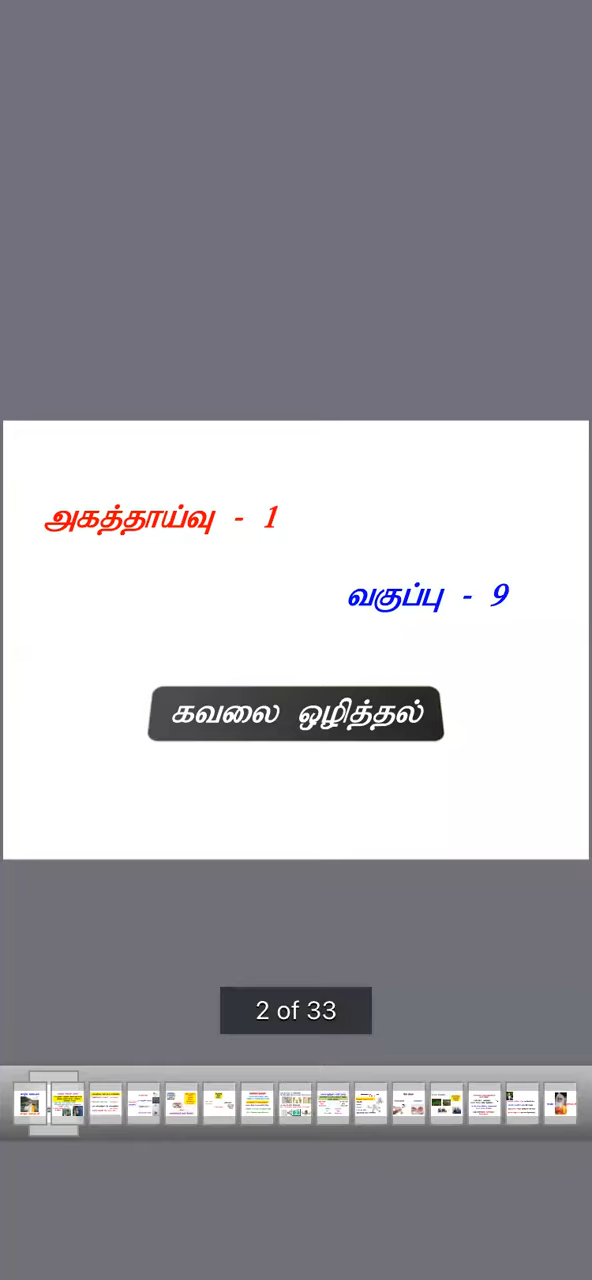 அகத்தாய்வு - 1
வகுப்பு - 9
கவலை ஒழித்தல்
2 of 33